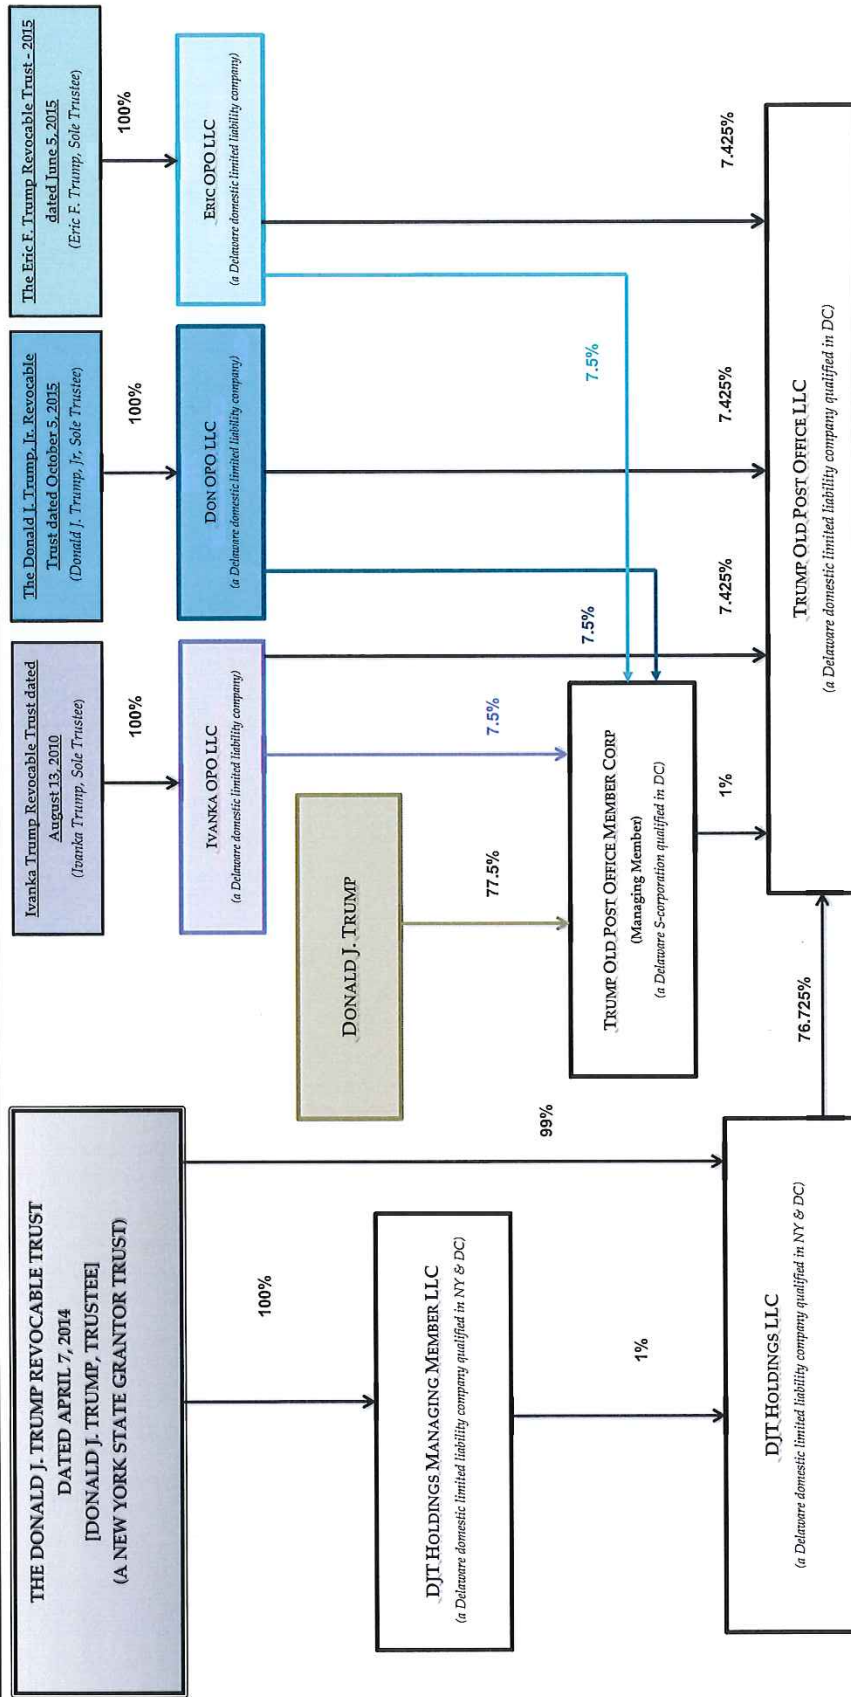 THE DONALD J. TRUMP REVOCABLE TRUST
DATED APRIL 7, 2014
[DONALD J. TRUMP, TRUSTEE]
(A NEW YORK STATE GRANTOR TRUST)
Ivanka Trump Revocable Trust dated
August 13, 2010
(Ivanka Trump, Sole Trustee)
The Donald J. Trump, Jr. Revocable
Trust dated October 5, 2015
(Donald J. Trump, Jr, Sole Trustee)
The Eric F. Trump Revocable Trust - 2015
dated June 5, 2015
(Eric F. Trump, Sole Trustee)
100%
100%
100%
IVANKA OPO LLC
(a Delaware domestic limited liability company)
DON OPO LLC
(a Delaware domestic limited liability company)
ERIC OPO LLC
(a Delaware domestic limited liability company)
100%
DONALD J. TRUMP
DJT HOLDINGS MANAGING MEMBER LLC
(a Delaware domestic limited liability company qualified in NY & DC)
99%
77.5%
7.5%
7.5%
7.5%
TRUMP OLD POST OFFICE MEMBER CORP
(Managing Member)
(a Delaware S-corporation qualified in DC)
1%
1%
7.425%
7.425%
7.425%
DJT HOLDINGS LLC
(a Delaware domestic limited liability company qualified in NY & DC)
76.725%
TRUMP OLD POST OFFICE LLC
(a Delaware domestic limited liability company qualified in DC)